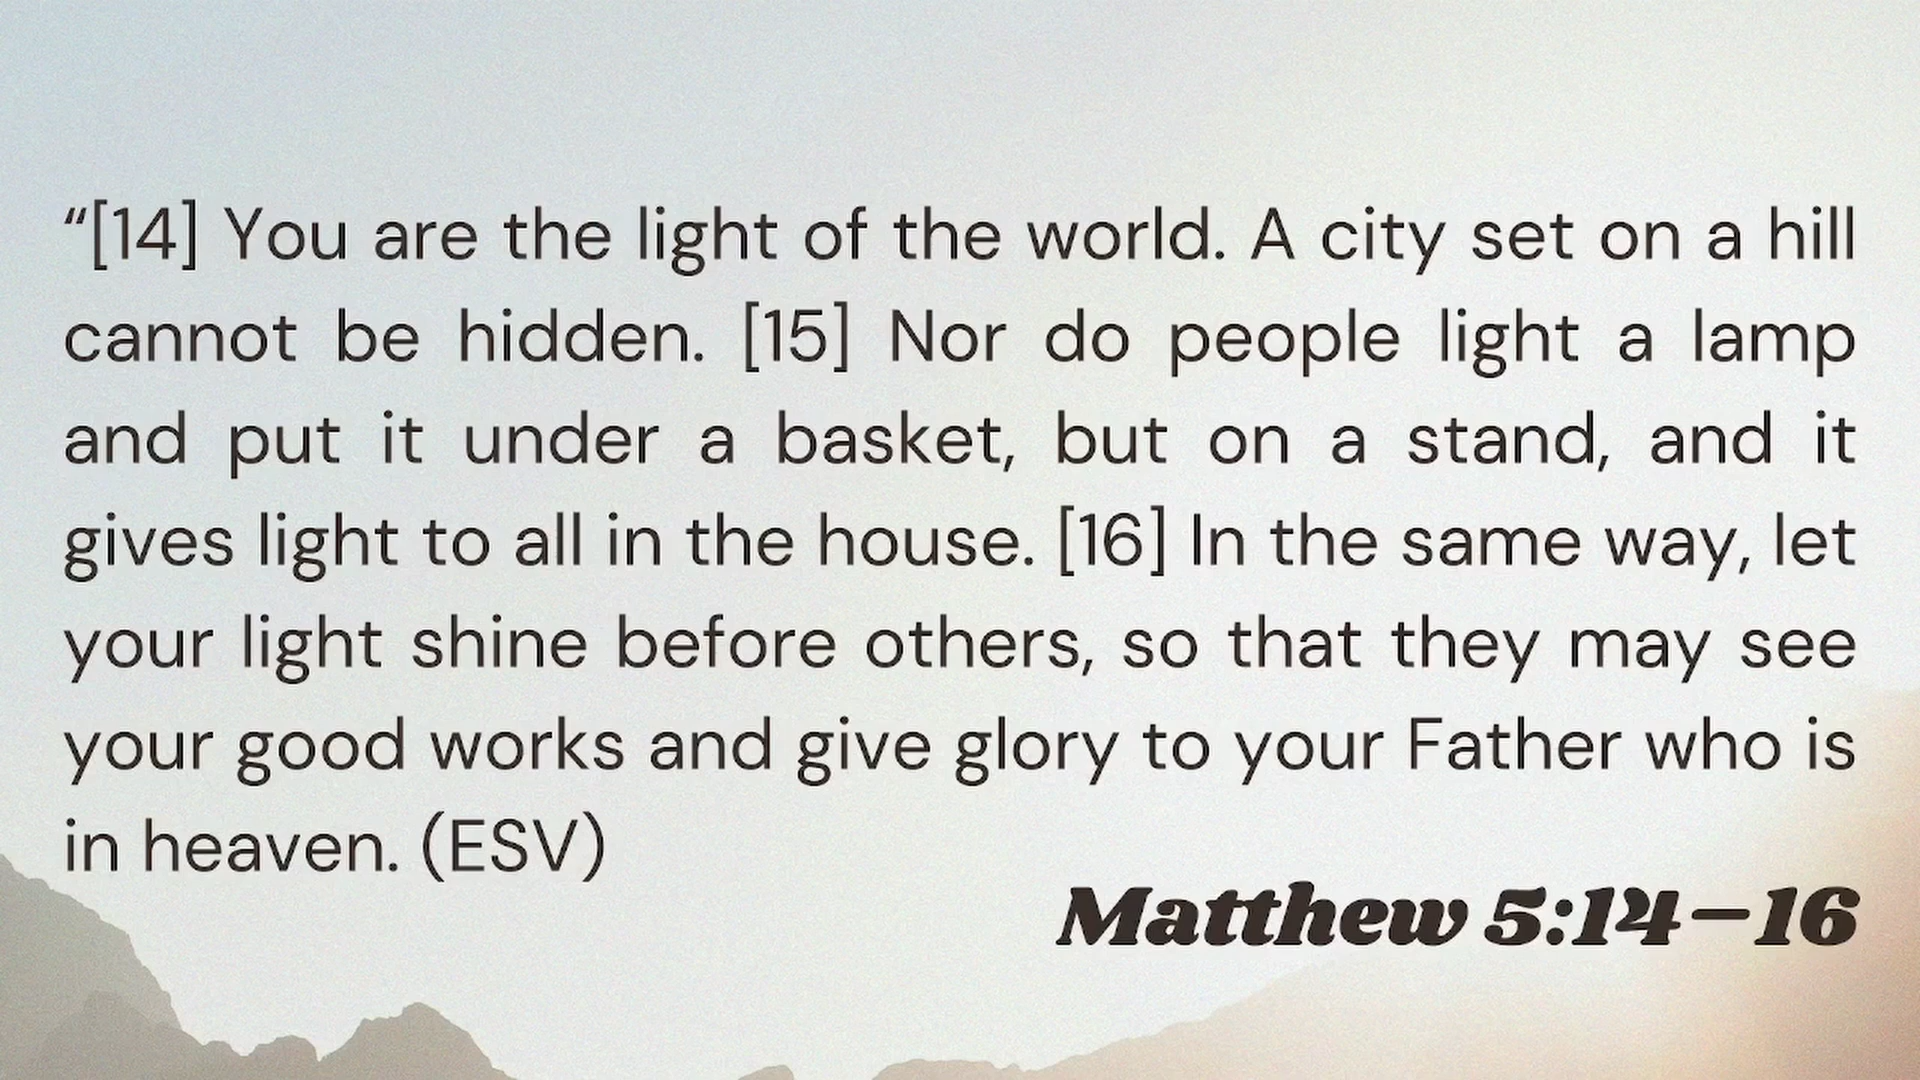 “[14] You are the light of the world. A city set on a hill
cannot be hidden. [15] Nor do people light a lamp
and put it under a basket, but on a stand, and it
gives light to all in the house. [16] In the same way, let
your light shine before others, so that they may see
your good works and give glory to your Father who is
in heaven. (ESV)
Matthew 5:14–16